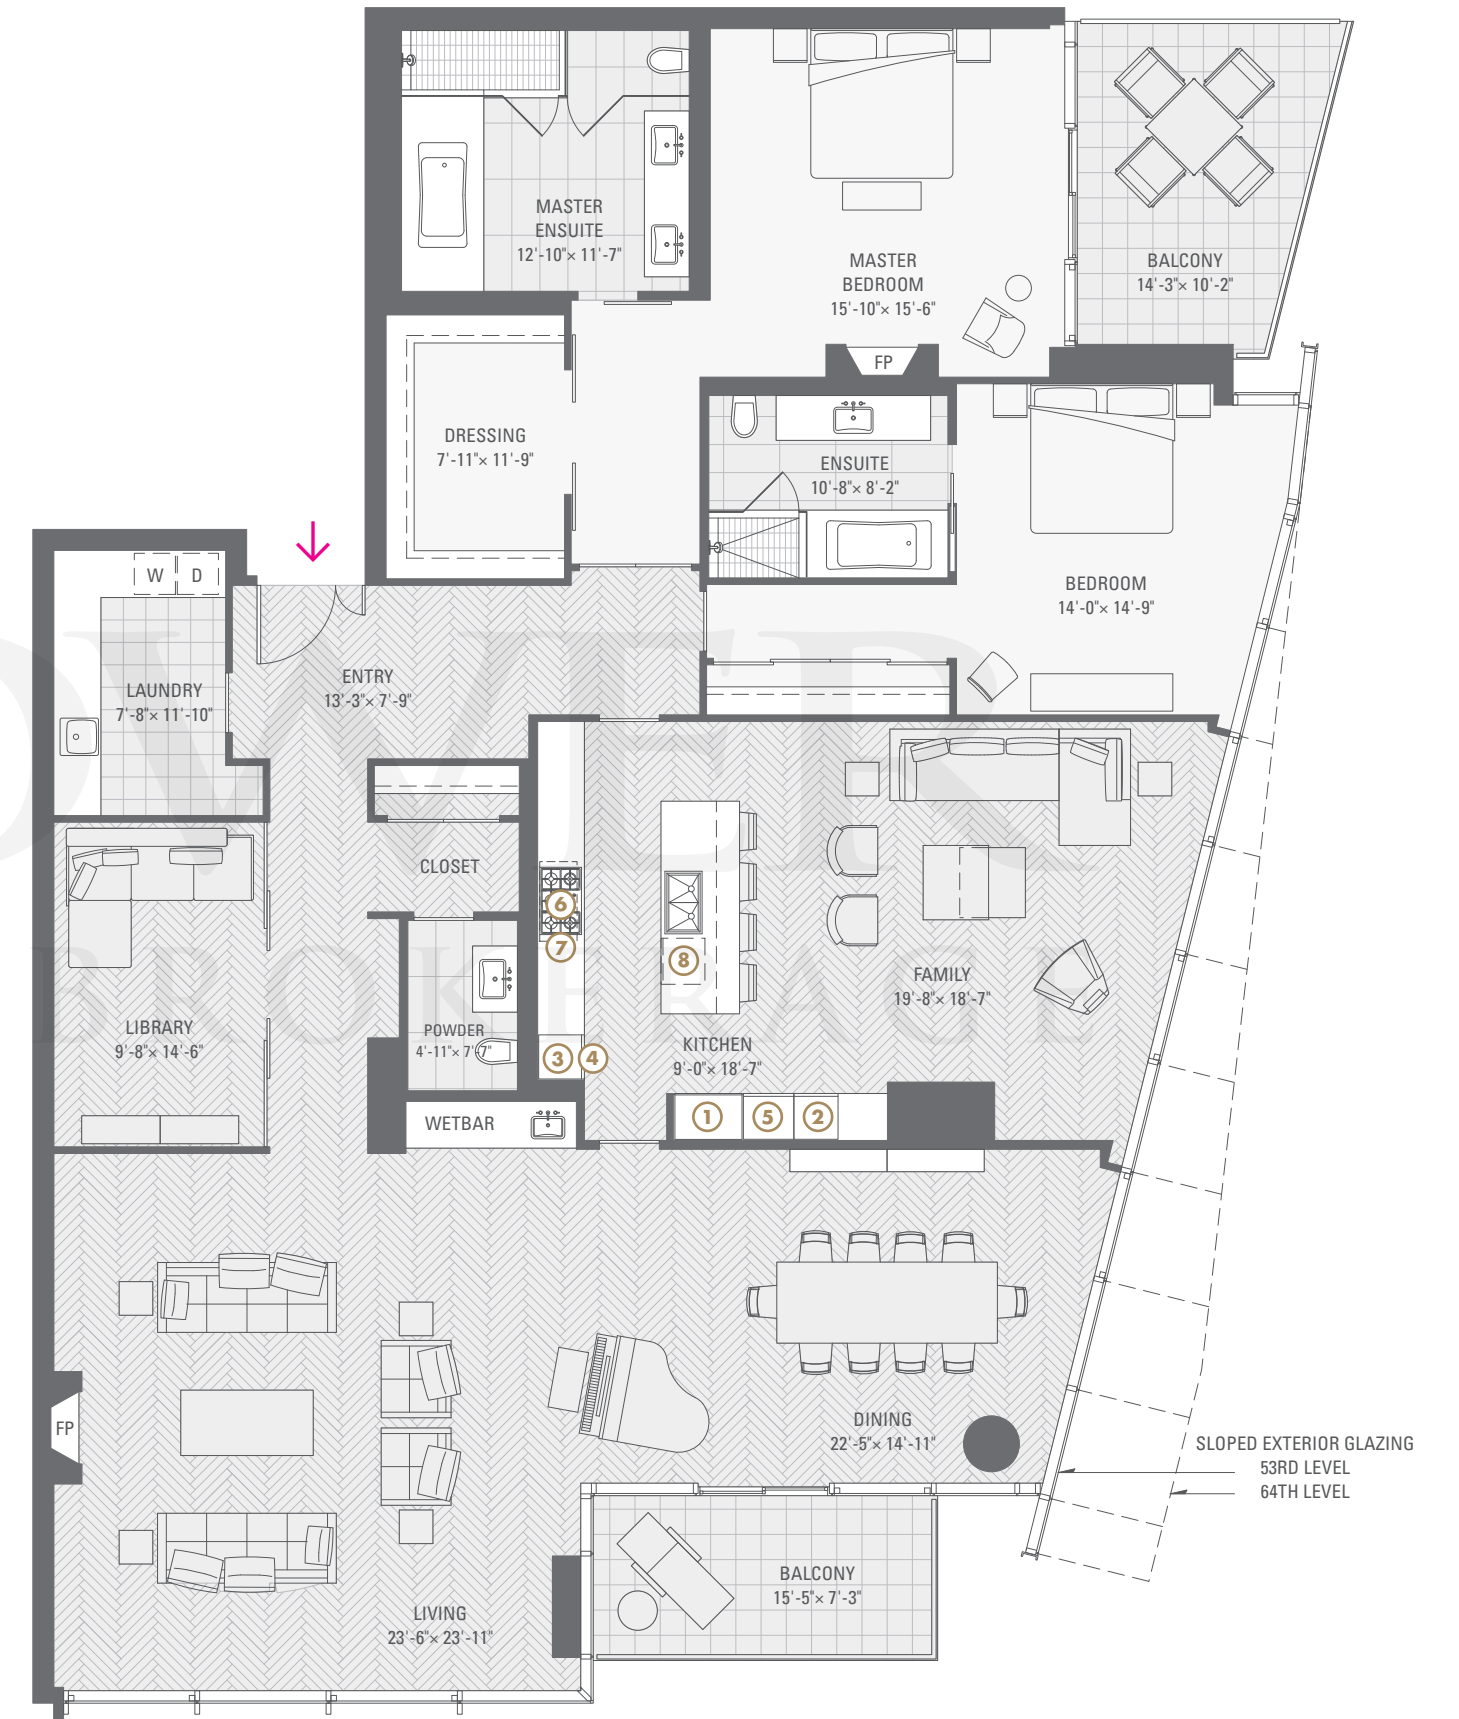 MASTER
ENSUITE
12'-10"× 11'-7"
MASTER
BEDROOM
15'-10"× 15'-6"
BALCONY
14'-3"× 10'-2"
FP
DRESSING
7'-11"× 11'-9"
ENSUITE
10'-8"× 8'-2"
BEDROOM
14'-0"× 14'-9"
W D
LAUNDRY
7'-8"× 11'-10"
ENTRY
13'-3"× 7'-9"
CLOSET
LIBRARY
9'-8"× 14'-6"
POWDER
4'-11"× 7'-7"
WETBAR
6
7
8
3 4
KITCHEN
9'-0"× 18'-7"
1 5 2
FAMILY
19'-8"× 18'-7"
FP
DINING
22'-5"× 14'-11"
SLOPED EXTERIOR GLAZING
53RD LEVEL
64TH LEVEL
LIVING
23'-6"× 23'-11"
BALCONY
15'-5"× 7'-3"
OWER
BROKERAGE